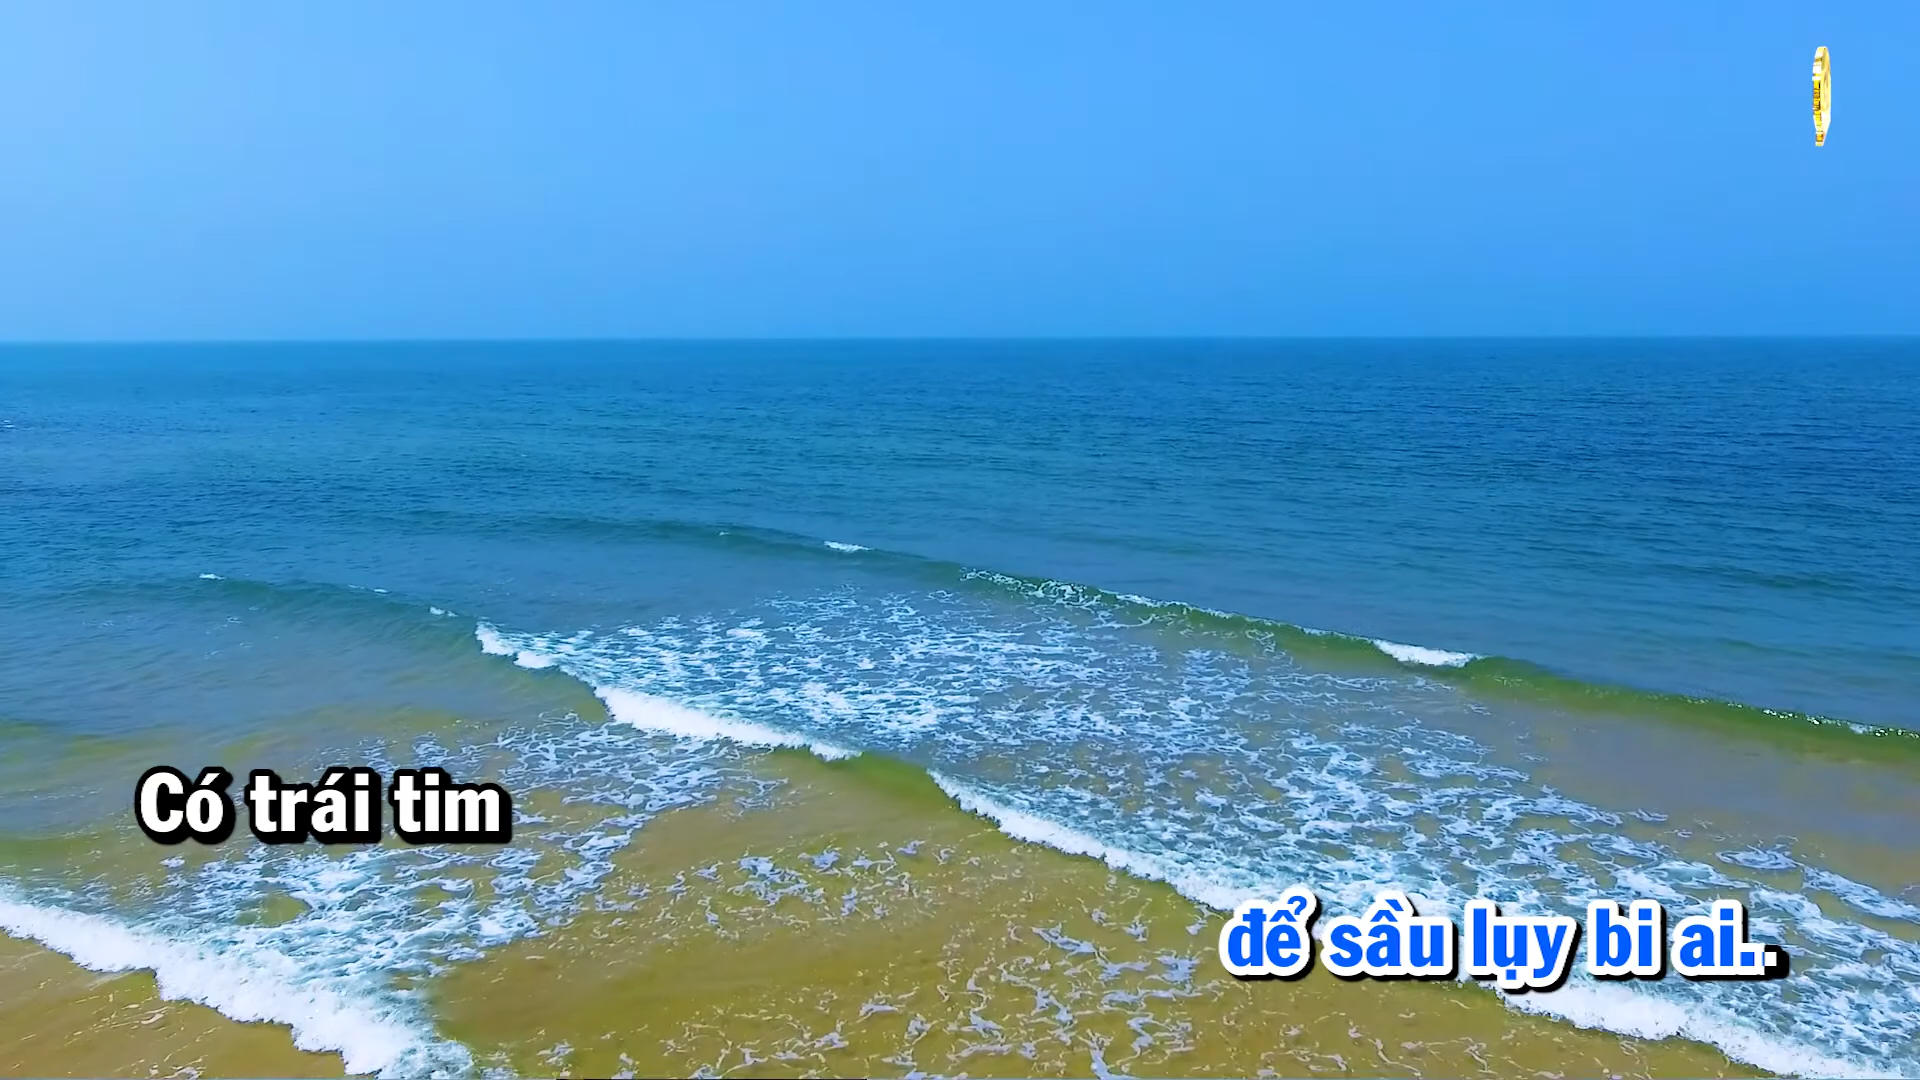 Có trái tim
để sầu lụy bi ai..